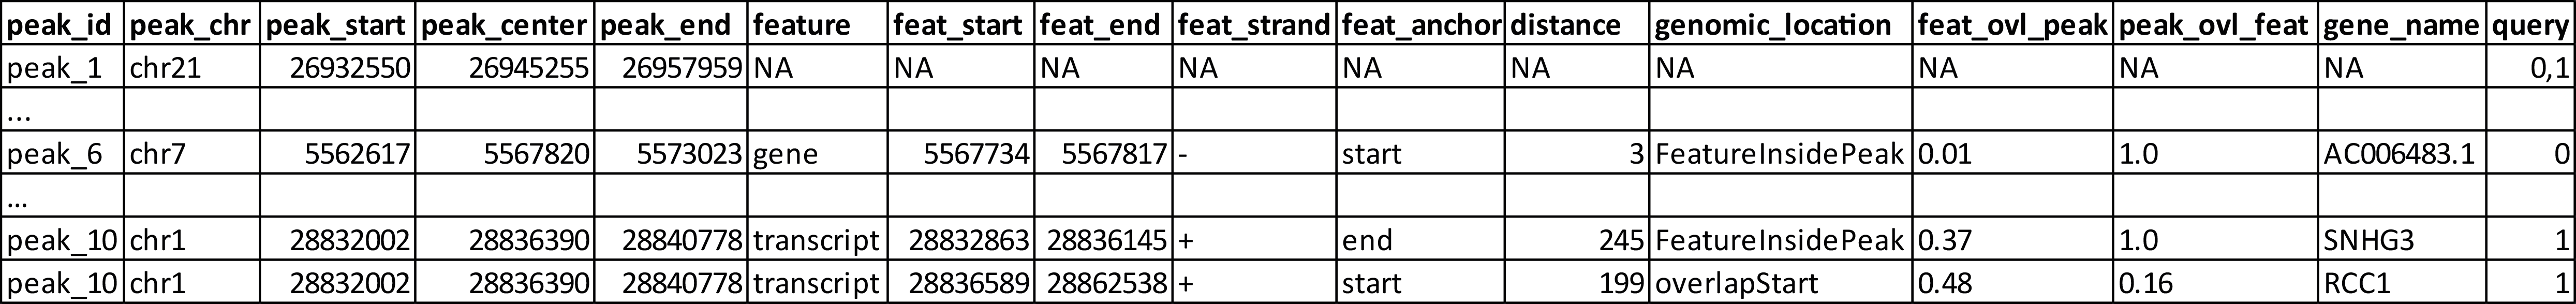 peak_id peak_chr peak_start peak_center peak_end feature feat_start feat_end feat_strand feat_anchor distance genomic_location feat_ovl_peak peak_ovl_feat gene_name query
peak_1 chr21 26932550 26945255 26957959 NA NA NA NA NA NA NA NA NA NA 0,1
...
peak_6 chr7 5562617 5567820 5573023 gene 5567734 5567817 - start 3 FeatureInsidePeak 0.01 1.0 AC006483.1 0
...
peak_10 chr1 28832002 28836390 28840778 transcript 28832863 28836145 + end 245 FeatureInsidePeak 0.37 1.0 SNHG3 1
peak_10 chr1 28832002 28836390 28840778 transcript 28836589 28862538 + start 199 overlapStart 0.48 0.16 RCC1 1